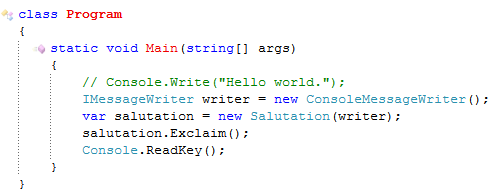 class Program
{
static void Main(string[] args)
{
// Console.Write("Hello world.");
IMessageWriter writer = new ConsoleMessageWriter();
var salutation = new Salutation(writer);
salutation.Exclaim();
Console.ReadKey();
}
}